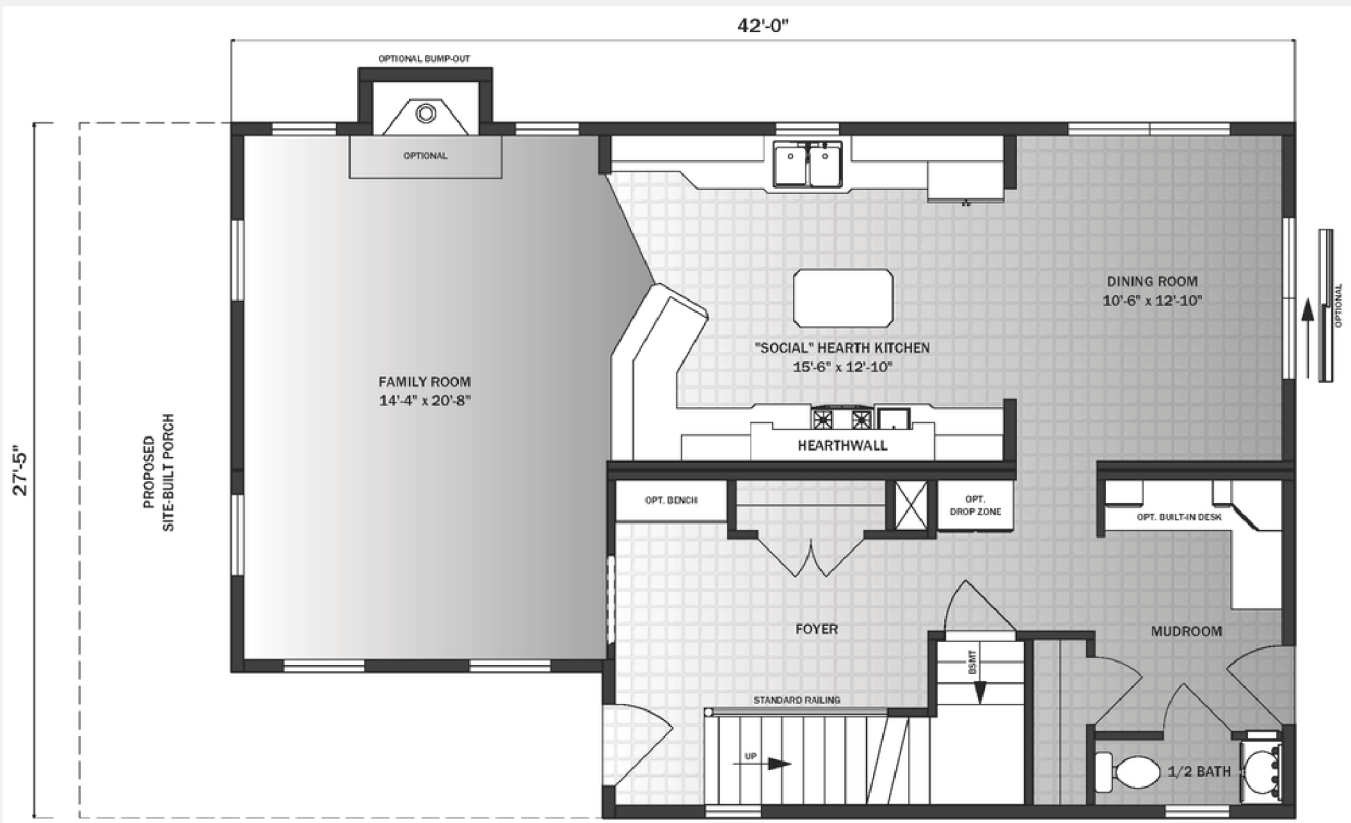 42'-0"
OPTIONAL BUMP-OUT
OPTIONAL
DINING ROOM
10'-6" x 12'-10"
OPTIONAL
"SOCIAL" HEARTH KITCHEN
15'-6" x 12'-10"
FAMILY ROOM
14'-4" x 20'-8"
HEARTHWALL
27'-5"
PROPOSED
SITE-BUILT PORCH
OPT. BENCH
OPT.
DROP ZONE
OPT. BUILT-IN DESK
FOYER
MUDROOM
BSMT
STANDARD RAILING
UP
1/2 BATH